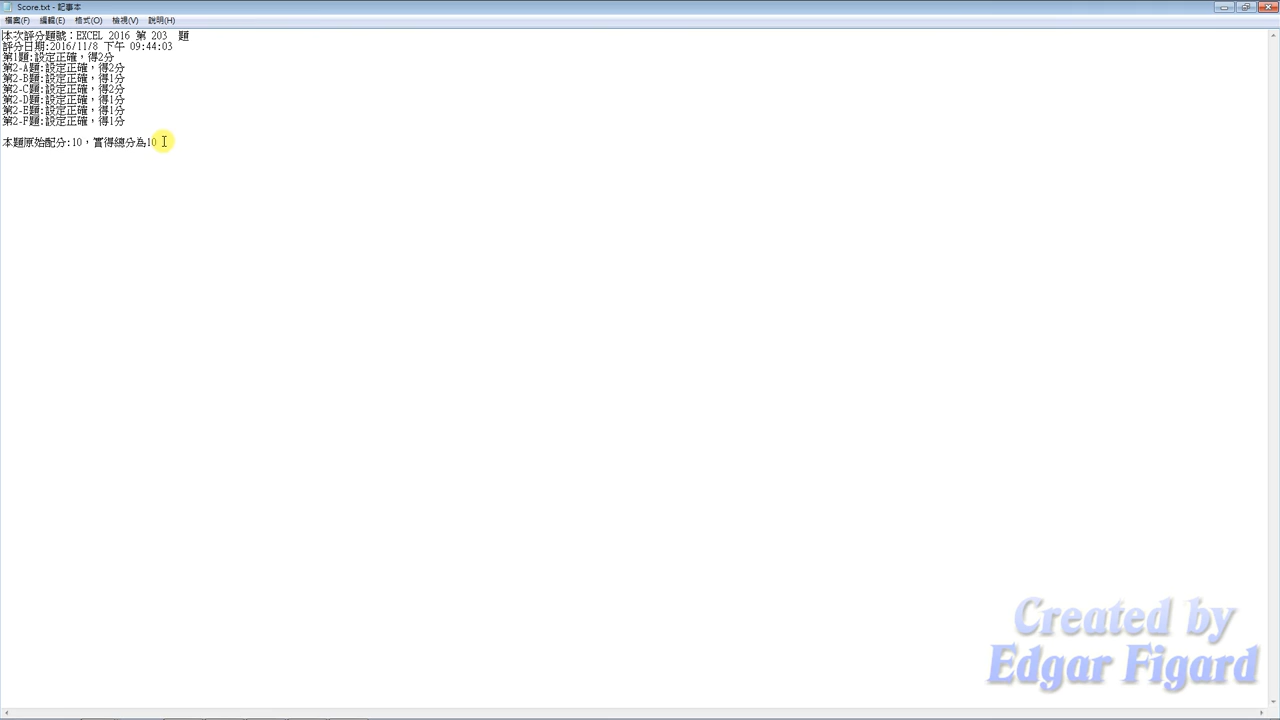 Score.txt - 記事本
檔案(F) 編輯(E) 格式(O) 檢視(V) 說明(H)
本次評分題號：EXCEL 2016 第 203 題
評分日期:2016/11/8 下午 09:44:03
第1題:設定正確，得2分
第2-A題:設定正確，得2分
第2-B題:設定正確，得1分
第2-C題:設定正確，得2分
第2-D題:設定正確，得1分
第2-E題:設定正確，得1分
第2-F題:設定正確，得1分
本題原始配分:10，實得總分為10
Created by
Edgar Figard